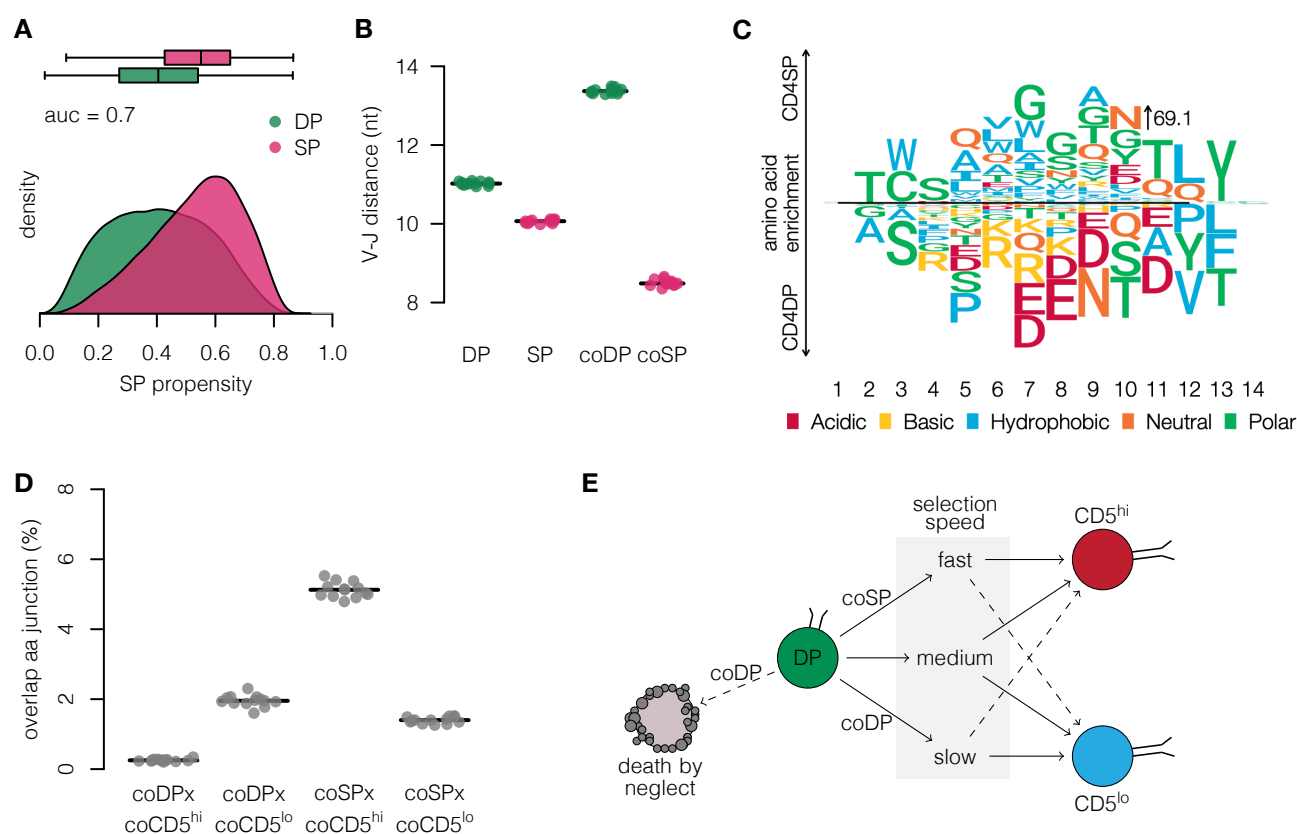 A
auc = 0.7
DP
SP
density
0.0 0.2 0.4 0.6 0.8 1.0
SP propensity
B
V-J distance (nt)
14
12
10
8
DP SP coDP coSP
C
CD4SP
amino acid
enrichment
CD4DP
69.1
1 2 3 4 5 6 7 8 9 10 11 12 13 14
Acidic Basic Hydrophobic Neutral Polar
D
overlap aa junction (%)
8
6
4
2
0
coDPx
coCD5hi
coDPx
coCD5lo
coSPx
coCD5hi
coSPx
coCD5lo
E
selection
speed
fast
medium
slow
coSP
coDP
coDP
DP
death by
neglect
CD5hi
CD5lo